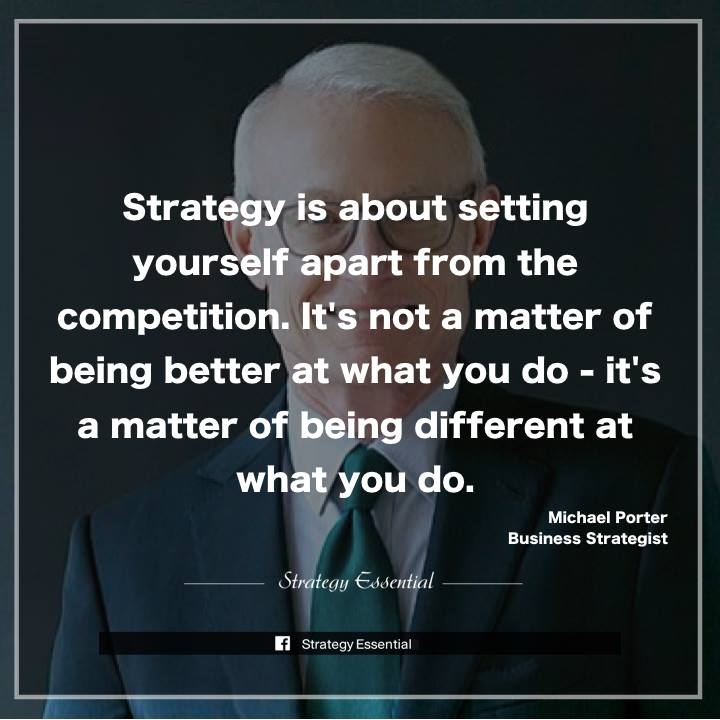 Strategy is about setting
yourself apart from the
competition. It's not a matter of
being better at what you do - it's
a matter of being different at
what you do.
Michael Porter
Business Strategist
Strategy Essential
Strategy Essential